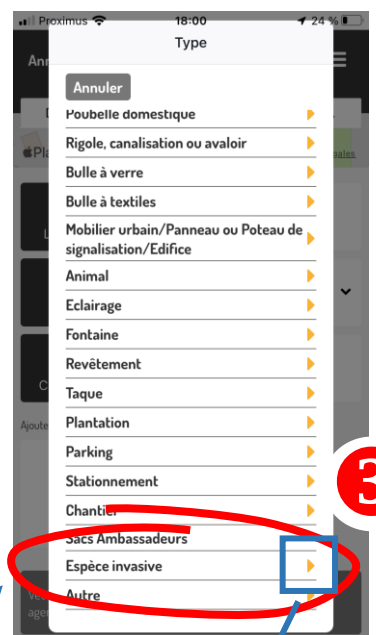 Proximus 18:00 24 %
Type
Annuler
Poubelle domestique
Rigole, canalisation ou avaloir
Bulle à verre
Bulle à textiles
Mobilier urbain/Panneau ou Poteau de
signalisation/Edifice
Animal
Eclairage
Fontaine
Revêtement
Taque
Plantation
Parking
Ajoute
Stationnement
3
Chantier
Sacs Ambassadeurs
Espèce invasive
Autre